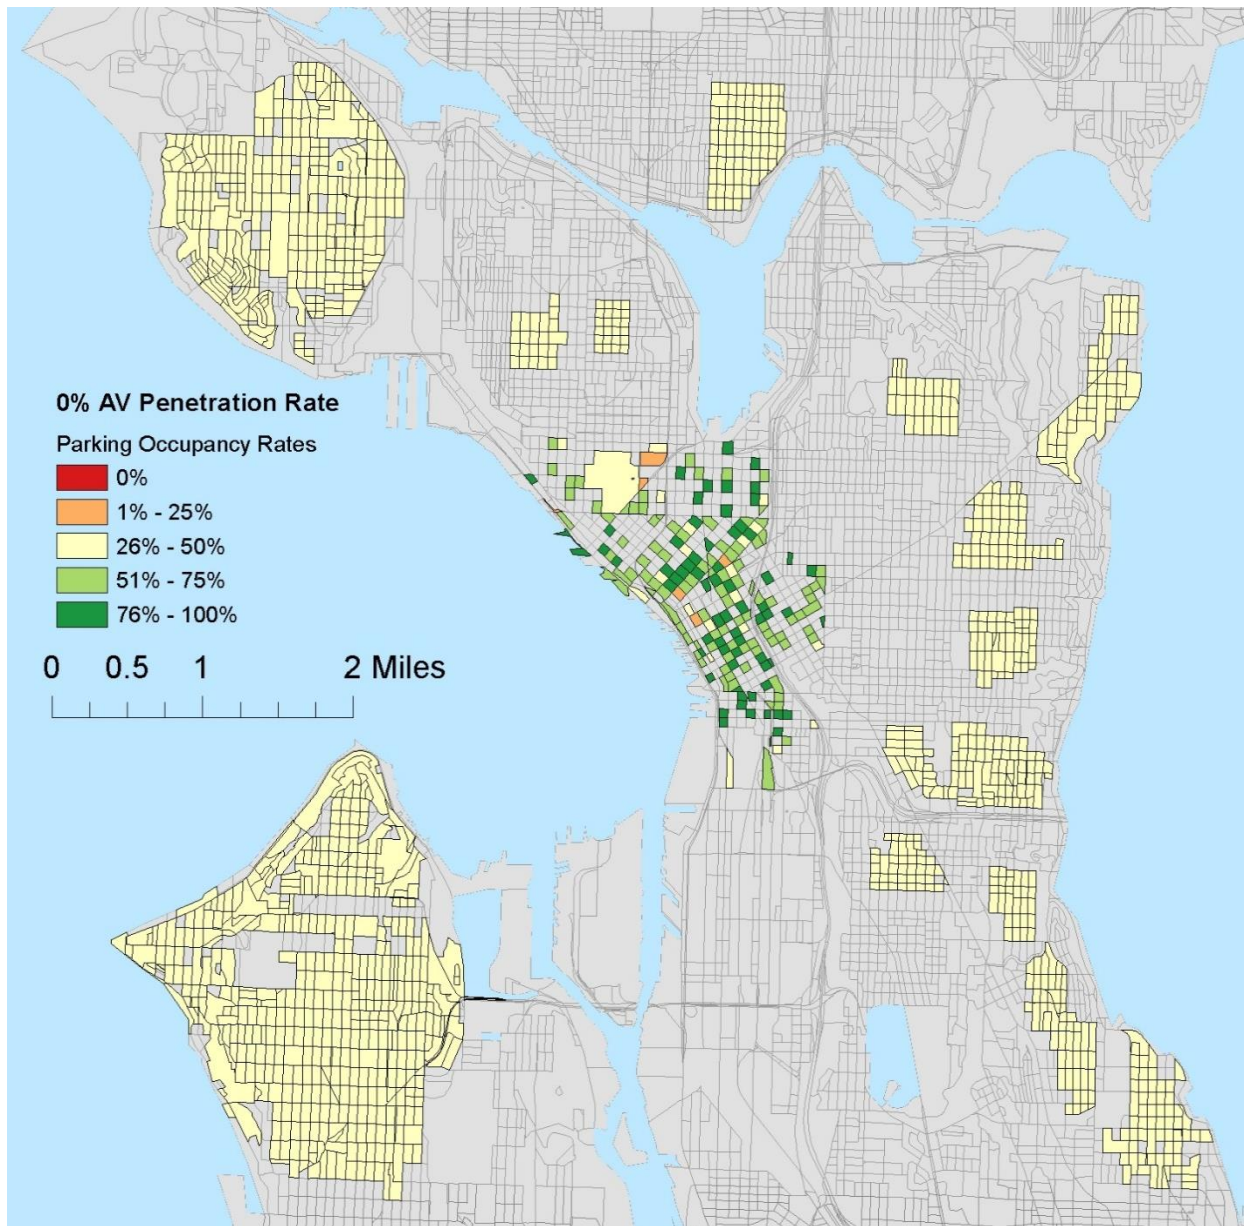 0% AV Penetration Rate
Parking Occupancy Rates
0%
1% - 25%
26% - 50%
51% - 75%
76% - 100%
0 0.5 1 2 Miles